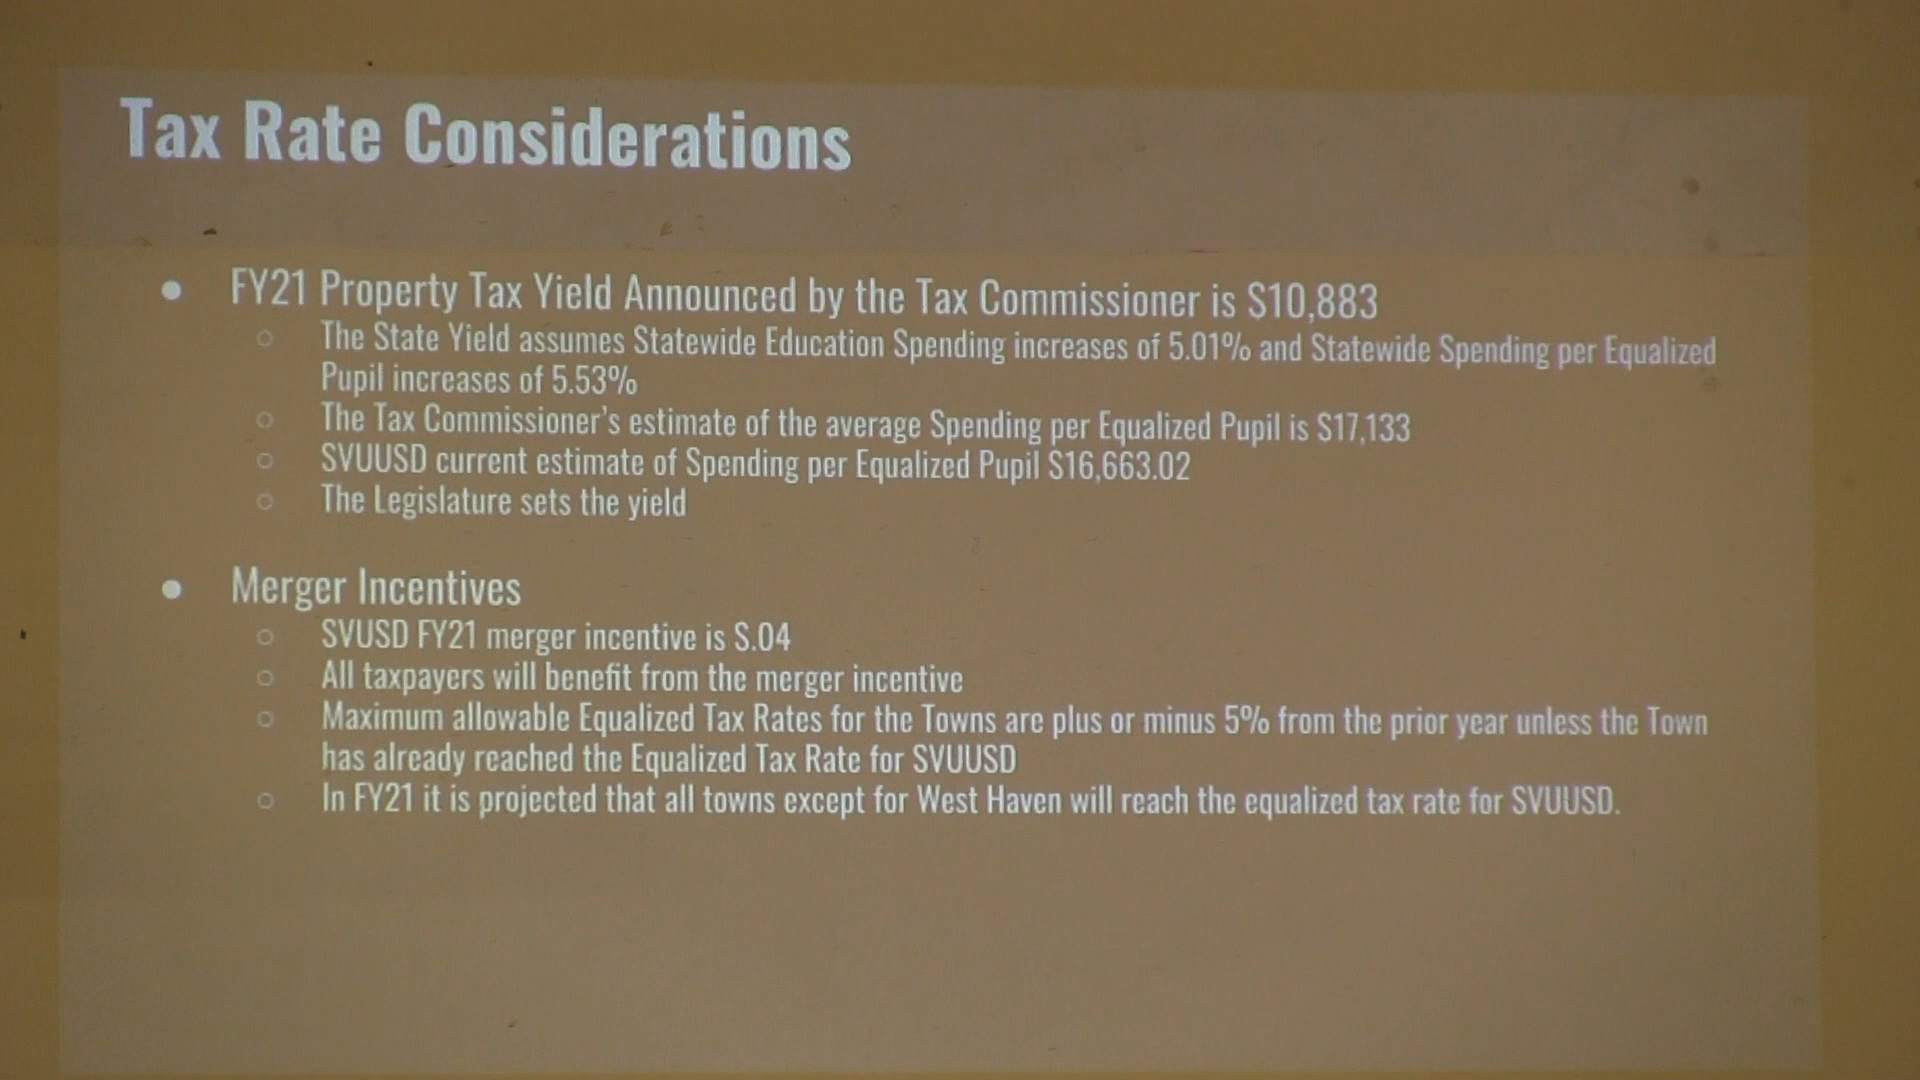 Tax Rate Considerations
● FY21 Property Tax Yield Announced by the Tax Commissioner is $10,883
○ The State Yield assumes Statewide Education Spending increases of 5.01% and Statewide Spending per Equalized
Pupil increases of 5.53%
○ The Tax Commissioner's estimate of the average Spending per Equalized Pupil is $17,133
○ SVUUSD current estimate of Spending per Equalized Pupil $16,663.02
○ The Legislature sets the yield
● Merger Incentives
○ SVUSD FY21 merger incentive is $.04
○ All taxpayers will benefit from the merger incentive
○ Maximum allowable Equalized Tax Rates for the Towns are plus or minus 5% from the prior year unless the Town
has already reached the Equalized Tax Rate for SVUUSD
○ In FY21 it is projected that all towns except for West Haven will reach the equalized tax rate for SVUUSD.